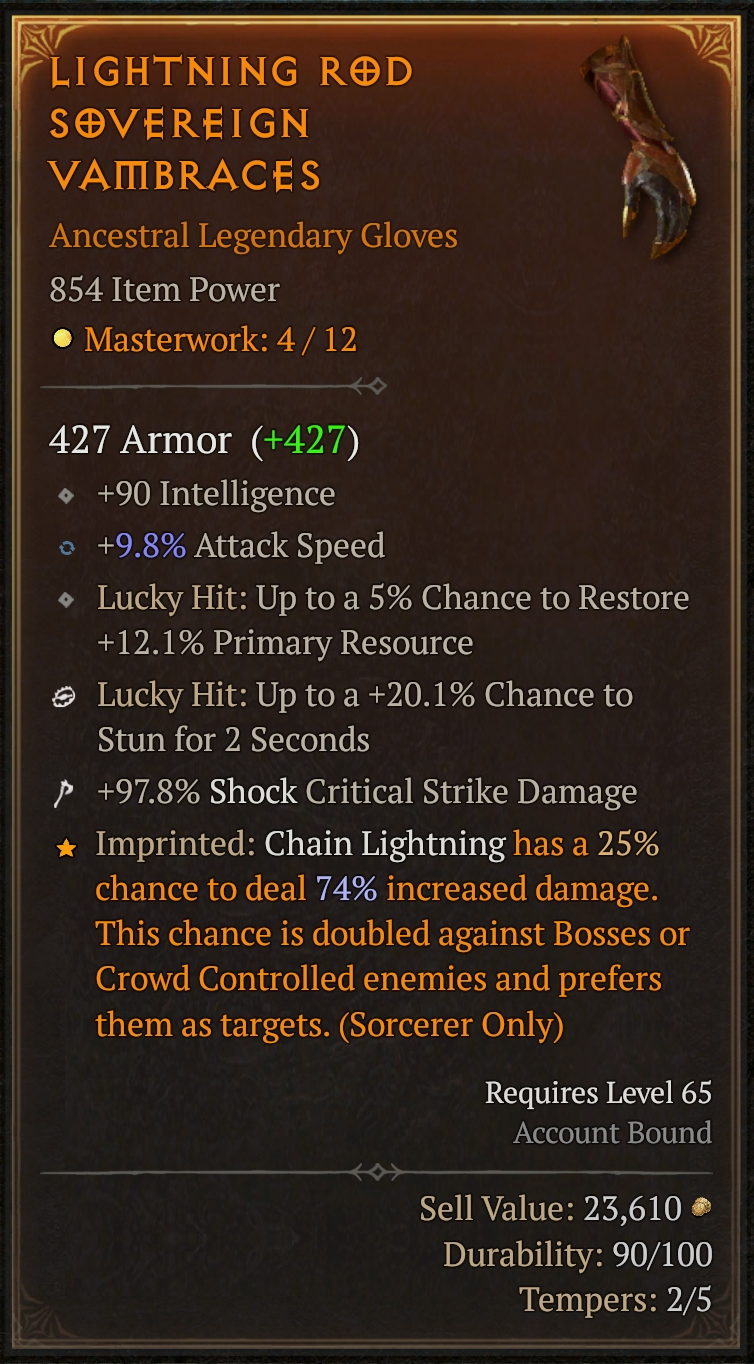 LIGHTNING ROD
SOVEREIGN
VAMBRACES
Ancestral Legendary Gloves
854 Item Power
Masterwork: 4 / 12
427 Armor (+427)
+90 Intelligence
+9.8% Attack Speed
Lucky Hit: Up to a 5% Chance to Restore
+12.1% Primary Resource
Lucky Hit: Up to a +20.1% Chance to
Stun for 2 Seconds
+97.8% Shock Critical Strike Damage
Imprinted: Chain Lightning has a 25%
chance to deal 74% increased damage.
This chance is doubled against Bosses or
Crowd Controlled enemies and prefers
them as targets. (Sorcerer Only)
Requires Level 65
Account Bound
Sell Value: 23,610
Durability: 90/100
Tempers: 2/5